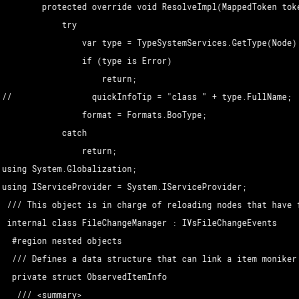 protected override void ResolveImpl(MappedToken toke
try
var type = TypeSystemServices.GetType(Node)
if (type is Error)
return;
// quickInfoTip = "class " + type.FullName;
format = Formats.BooType;
catch
return;
using System.Globalization;
using IServiceProvider = System.IServiceProvider;
/// This object is in charge of reloading nodes that have f
internal class FileChangeManager : IVsFileChangeEvents
#region nested objects
/// Defines a data structure that can link a item moniker
private struct ObservedItemInfo
/// <summary>